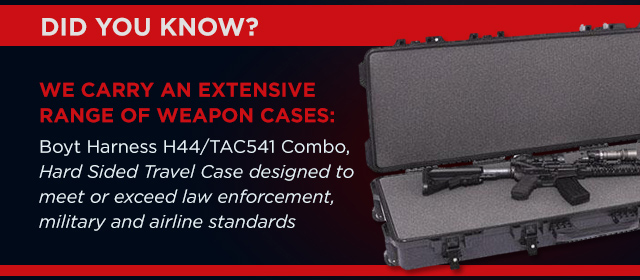 DID YOU KNOW?
WE CARRY AN EXTENSIVE
RANGE OF WEAPON CASES:
Boyt Harness H44/TAC541 Combo,
Hard Sided Travel Case designed to
meet or exceed law enforcement,
military and airline standards